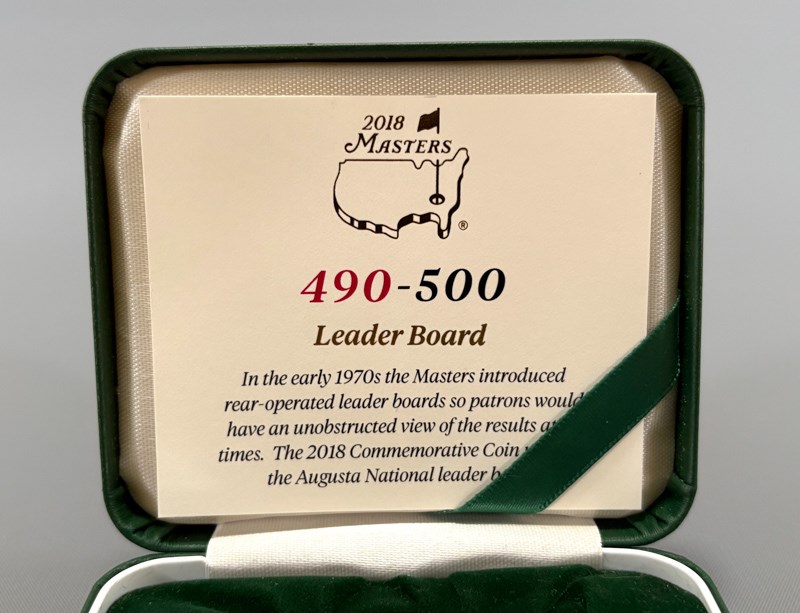 2018
MASTERS
®
490-500
Leader Board
In the early 1970s the Masters introduced
rear-operated leader boards so patrons would
have an unobstructed view of the results
times. The 2018 Commemorative Coin
the Augusta National leader